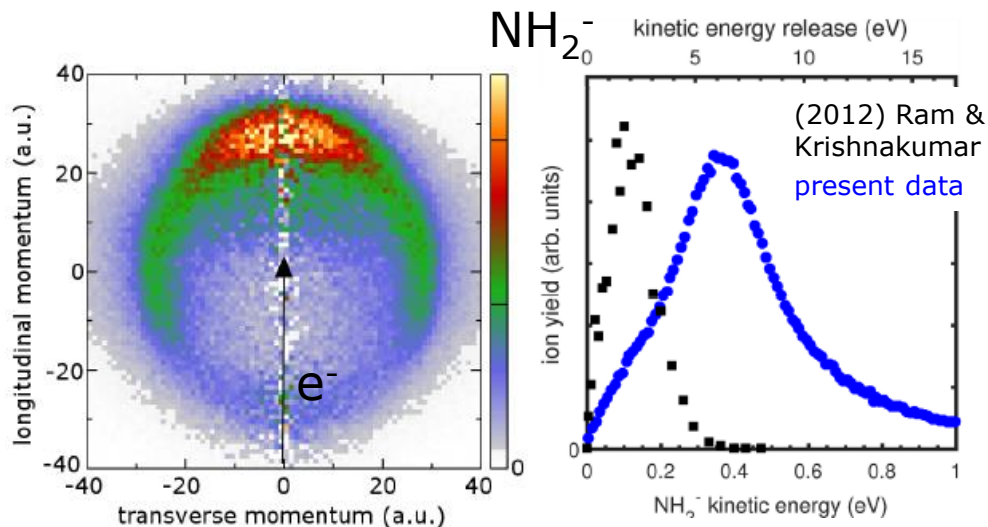 NH₂⁻
longitudinal momentum (a.u.)
40
20
0
-20
-40
e⁻
-40
-20
0
20
40
transverse momentum (a.u.)
0
kinetic energy release (eV)
0
5
10
15
(2012) Ram &
Krishnakumar
present data
ion yield (arb. units)
0
0
0.2
0.4
0.6
0.8
1
NH₂⁻ kinetic energy (eV)